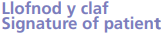 Llofnod y claf
Signature of patient